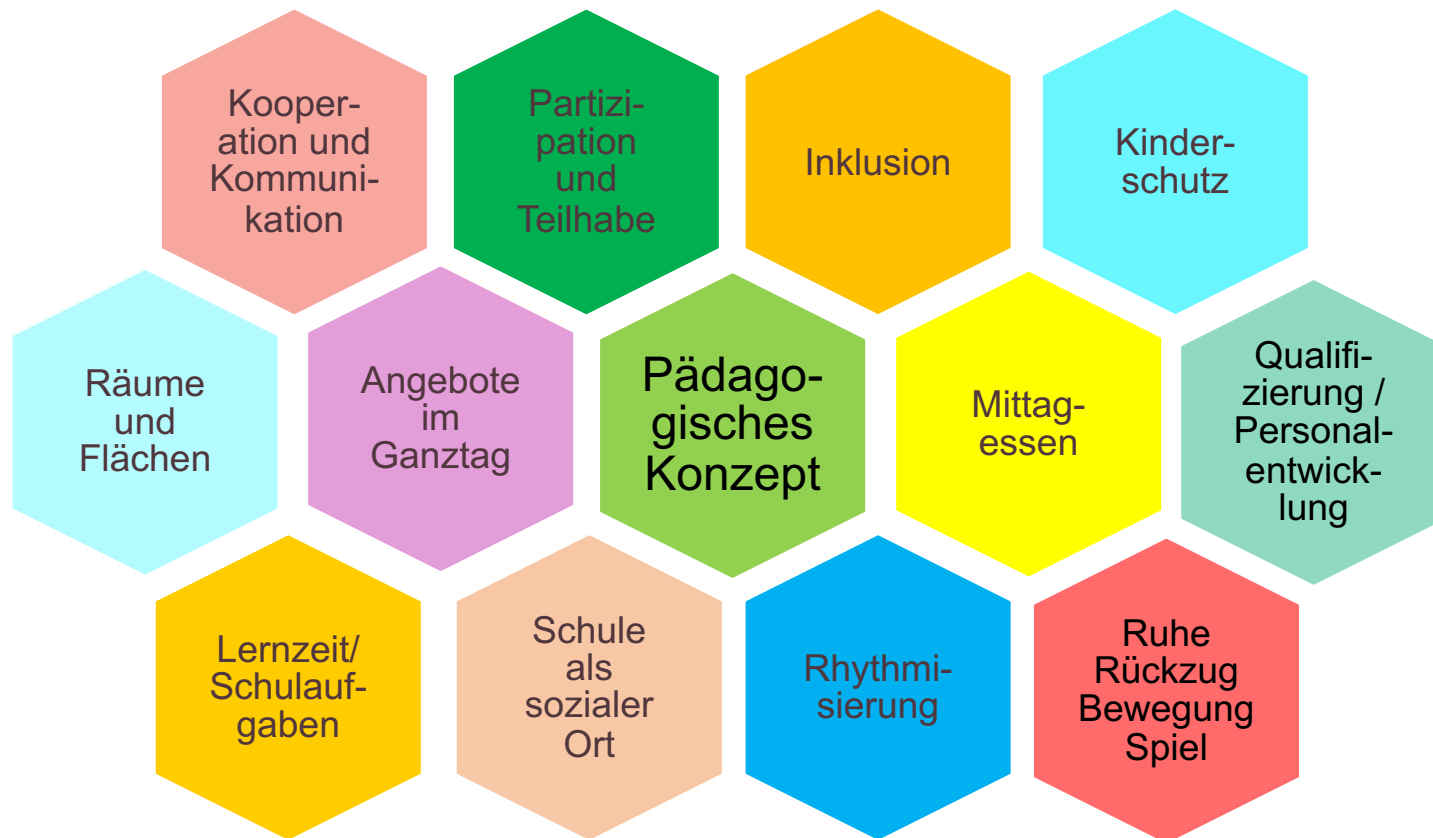 Kooper-
ation und
Kommuni-
kation
Partizi-
pation
und
Teilhabe
Inklusion
Kinder-
schutz
Räume
und
Flächen
Angebote
im
Ganztag
Pädago-
gisches
Konzept
Mittag-
essen
Qualifi-
zierung /
Personal-
entwick-
lung
Lernzeit/
Schulauf-
gaben
Schule
als
sozialer
Ort
Rhythmi-
sierung
Ruhe
Rückzug
Bewegung
Spiel